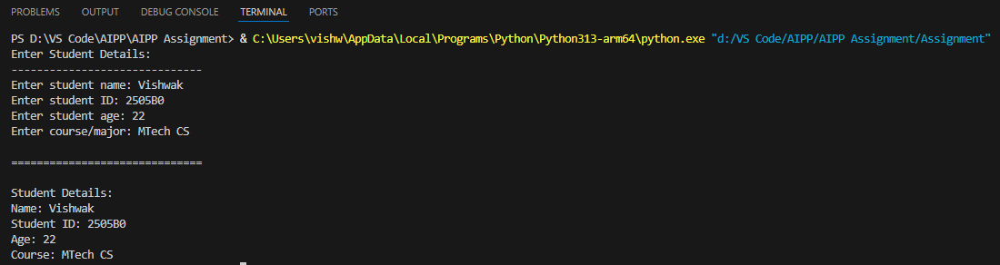 PROBLEMS OUTPUT DEBUG CONSOLE TERMINAL PORTS
PS D:\VS Code\AIPP\AIPP Assignment> & C:\Users\vishw\AppData\Local\Programs\Python\Python313-arm64\python.exe "d:/VS Code/AIPP/AIPP Assignment/Assignment"
Enter Student Details:
------------------------------
Enter student name: Vishwak
Enter student ID: 2505B0
Enter student age: 22
Enter course/major: MTech CS
==============================
Student Details:
Name: Vishwak
Student ID: 2505B0
Age: 22
Course: MTech CS